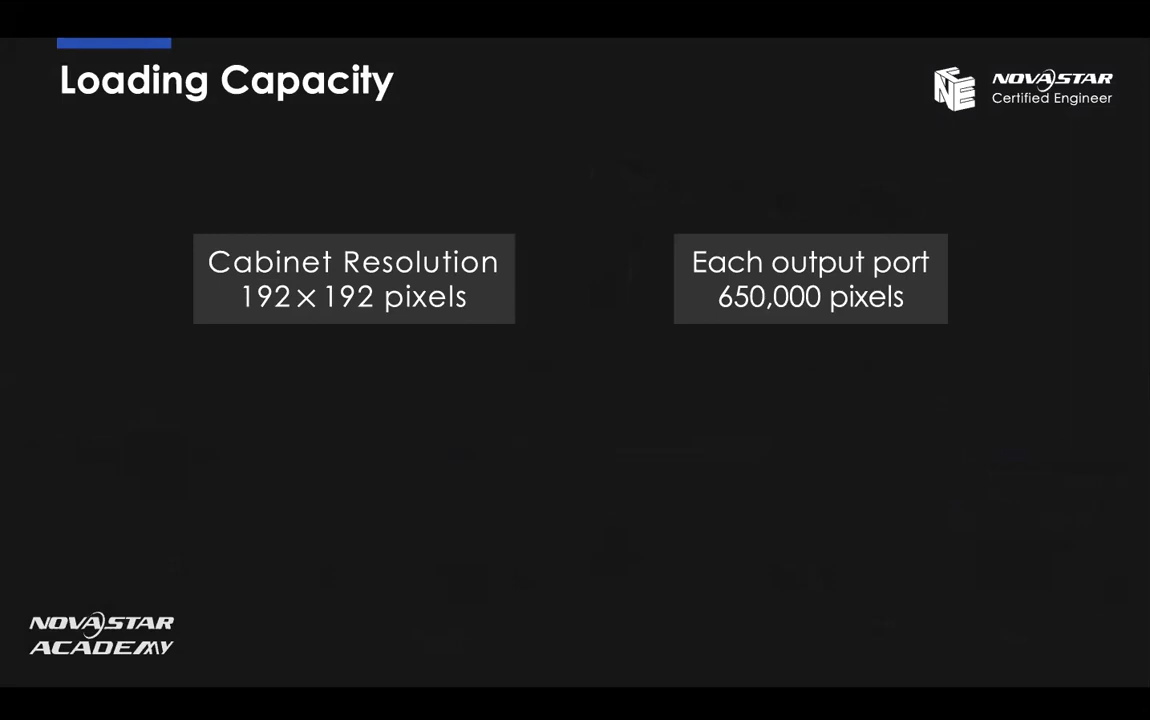 Loading Capacity
NOVASTAR
Certified Engineer
Cabinet Resolution
192×192 pixels
Each output port
650,000 pixels
NOVASTAR
ACADEMY